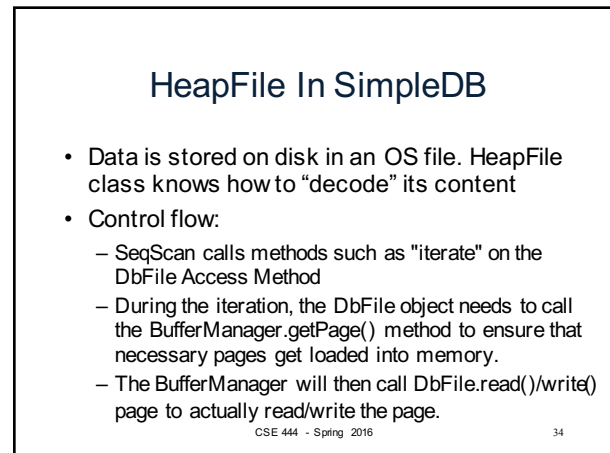 HeapFile In SimpleDB
• Data is stored on disk in an OS file. HeapFile
class knows how to “decode” its content
• Control flow:
– SeqScan calls methods such as "iterate" on the
DbFile Access Method
– During the iteration, the DbFile object needs to call
the BufferManager.getPage() method to ensure that
necessary pages get loaded into memory.
– The BufferManager will then call DbFile.read()/write()
page to actually read/write the page.
CSE 444 - Spring 2016
34